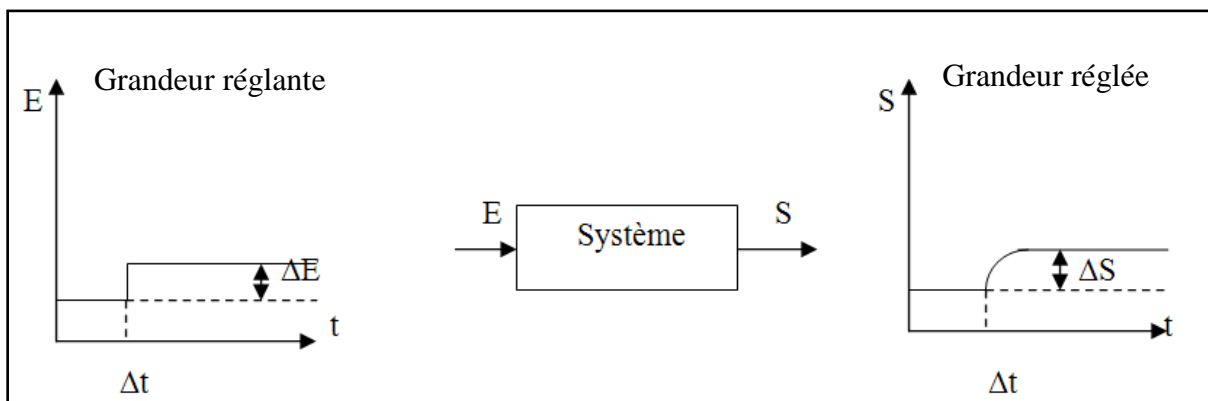 Grandeur réglante
E
ΔE
t
Δt
E
Système
S
Grandeur réglée
S
ΔS
t
Δt